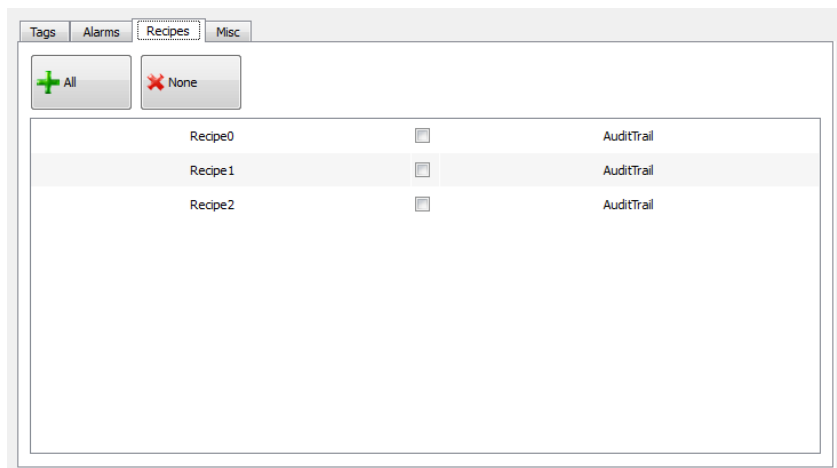 Tags Alarms Recipes Misc
All None
Recipe0 AuditTrail
Recipe1 AuditTrail
Recipe2 AuditTrail